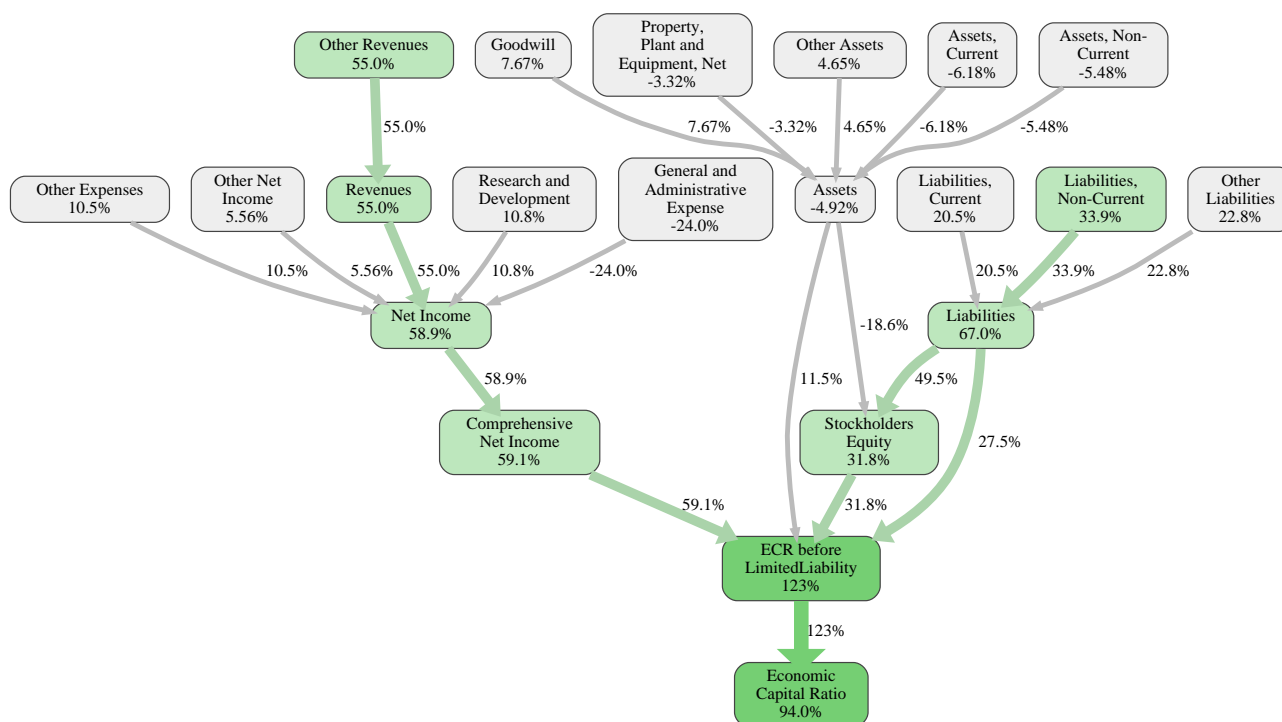 Other Revenues
55.0%
Goodwill
7.67%
Property,
Plant and
Equipment, Net
-3.32%
Other Assets
4.65%
Assets,
Current
-6.18%
Assets, Non-
Current
-5.48%
55.0%
7.67%
-3.32%
4.65%
-6.18%
-5.48%
Other Expenses
10.5%
Other Net
Income
5.56%
Revenues
55.0%
Research and
Development
10.8%
General and
Administrative
Expense
-24.0%
Assets
-4.92%
Liabilities,
Current
20.5%
Liabilities,
Non-Current
33.9%
Other
Liabilities
22.8%
10.5%
5.56%
55.0%
10.8%
-24.0%
20.5%
33.9%
22.8%
Net Income
58.9%
-18.6%
Liabilities
67.0%
58.9%
11.5%
49.5%
Comprehensive
Net Income
59.1%
Stockholders
Equity
31.8%
27.5%
59.1%
31.8%
ECR before
LimitedLiability
123%
123%
Economic
Capital Ratio
94.0%